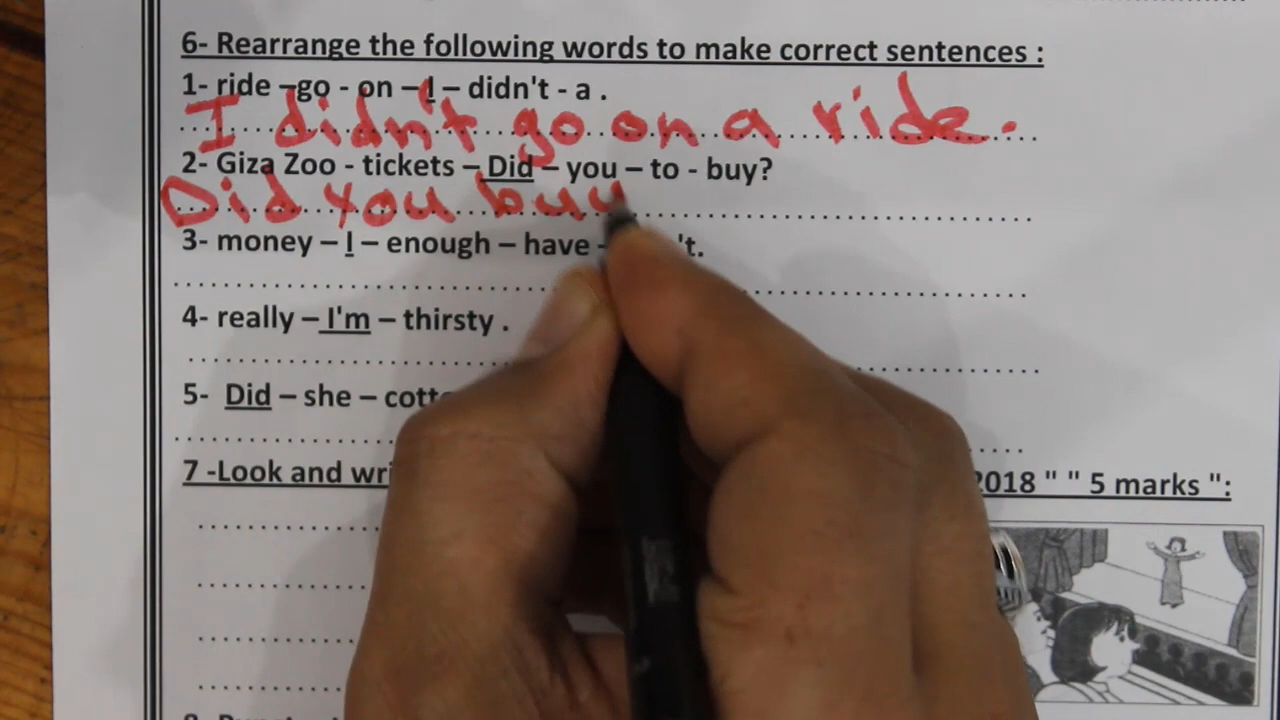 6- Rearrange the following words to make correct sentences :
1- ride –go - on – I – didn't - a .
I didn't go on a ride.
2- Giza Zoo - tickets – Did – you – to - buy?
Did you buy
3- money – I – enough – have - 't.
4- really – I'm – thirsty .
5- Did – she –
7 -Look and 2018 " " 5 marks ":